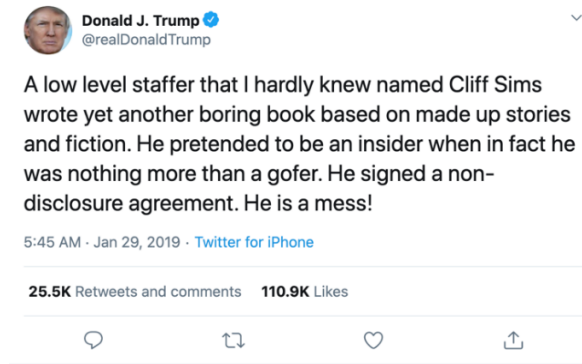 Donald J. Trump
@realDonaldTrump
A low level staffer that I hardly knew named Cliff Sims
wrote yet another boring book based on made up stories
and fiction. He pretended to be an insider when in fact he
was nothing more than a gofer. He signed a non-
disclosure agreement. He is a mess!
5:45 AM · Jan 29, 2019 · Twitter for iPhone
25.5K Retweets and comments 110.9K Likes